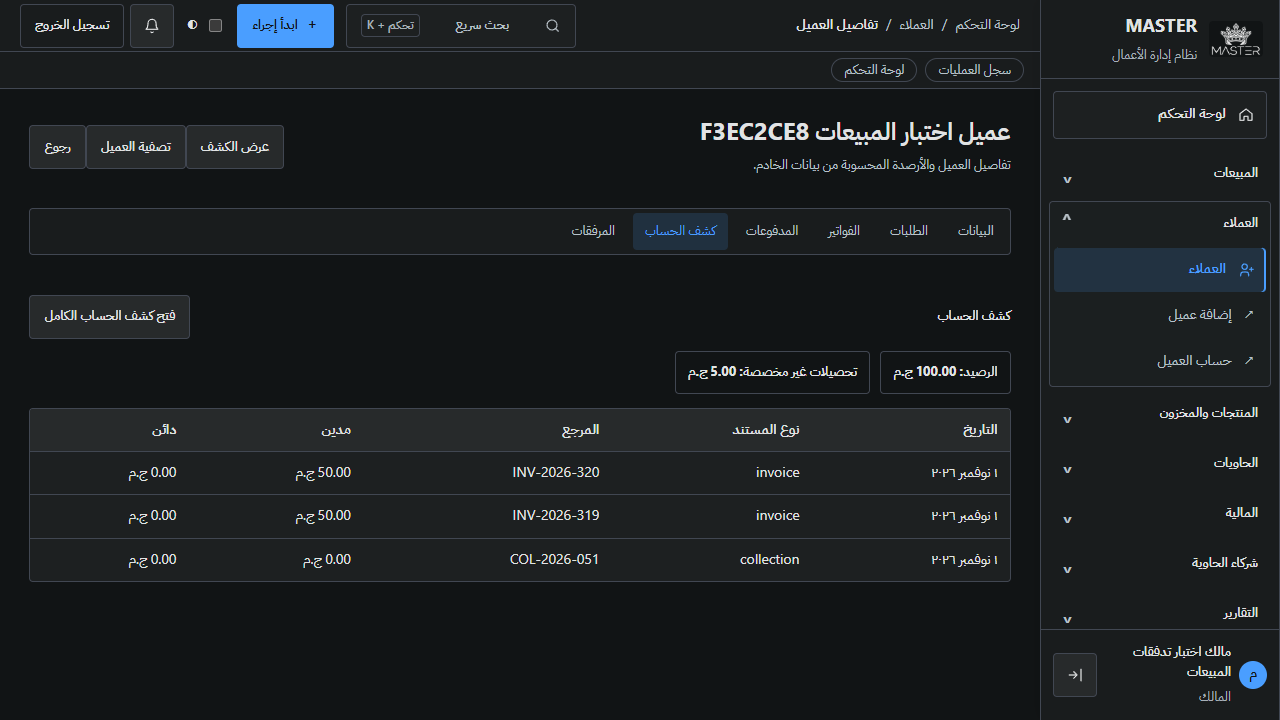 MASTER
نظام إدارة الأعمال
MASTER
لوحة التحكم
المبيعات
العملاء
العملاء
إضافة عميل
حساب العميل
المنتجات والمخزون
الحاويات
المالية
شركاء الحاوية
التقارير
م
مالك اختبار تدفقات المبيعات
المالك
لوحة التحكم / العملاء / تفاصيل العميل
بحث سريع تحكم + K
+ ابدأ إجراء
تسجيل الخروج
سجل العمليات لوحة التحكم
عميل اختبار المبيعات F3EC2CE8
تفاصيل العميل والأرصدة المحسوبة من بيانات الخادم.
عرض الكشف تصفية العميل رجوع
البيانات الطلبات الفواتير المدفوعات كشف الحساب المرفقات
كشف الحساب
فتح كشف الحساب الكامل
الرصيد: 100.00 ج.م تحصيلات غير مخصصة: 5.00 ج.م
التاريخ نوع المستند المرجع مدين دائن
١ نوفمبر ٢٠٢٦ invoice INV-2026-320 50.00 ج.م 0.00 ج.م
١ نوفمبر ٢٠٢٦ invoice INV-2026-319 50.00 ج.م 0.00 ج.م
١ نوفمبر ٢٠٢٦ collection COL-2026-051 0.00 ج.م 0.00 ج.م